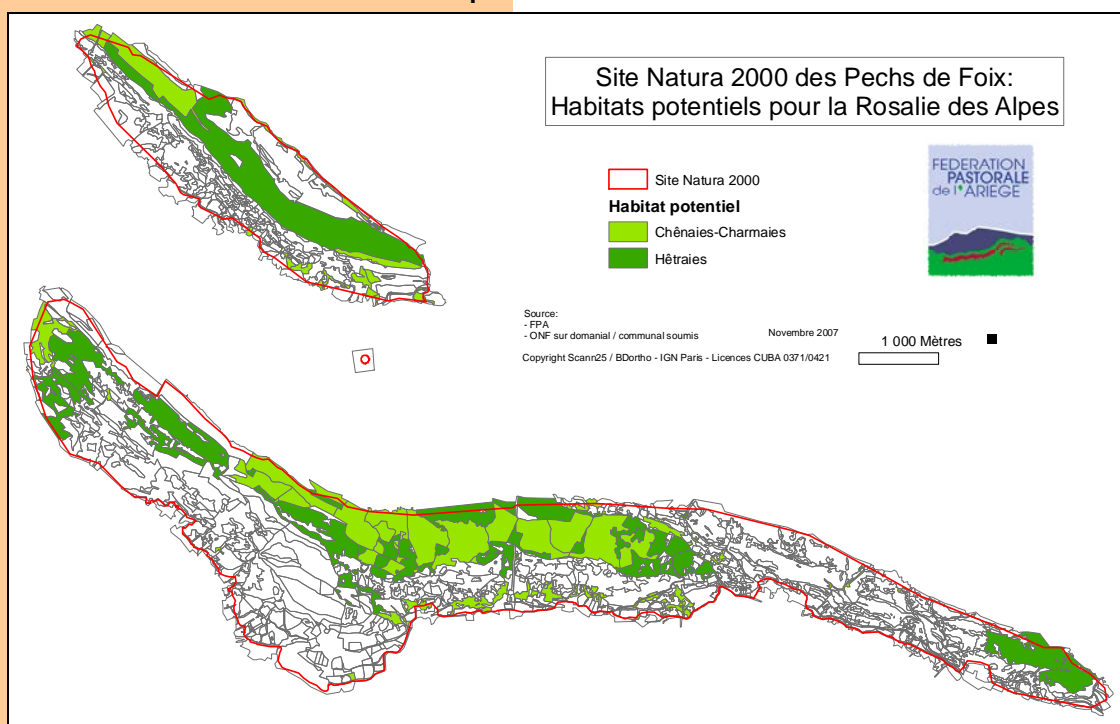 Site Natura 2000 des Pechs de Foix:
Habitats potentiels pour la Rosalie des Alpes
FEDERATION
PASTORALE
de l'ARIEGE
Site Natura 2000
Habitat potentiel
Chênaies-Charmaies
Hêtraies
Source:
- FPA
- ONF sur domanial / communal soumis
Novembre 2007
Copyright Scann25 / BDortho - IGN Paris - Licences CUBA 0371/0421
1 000 Mètres